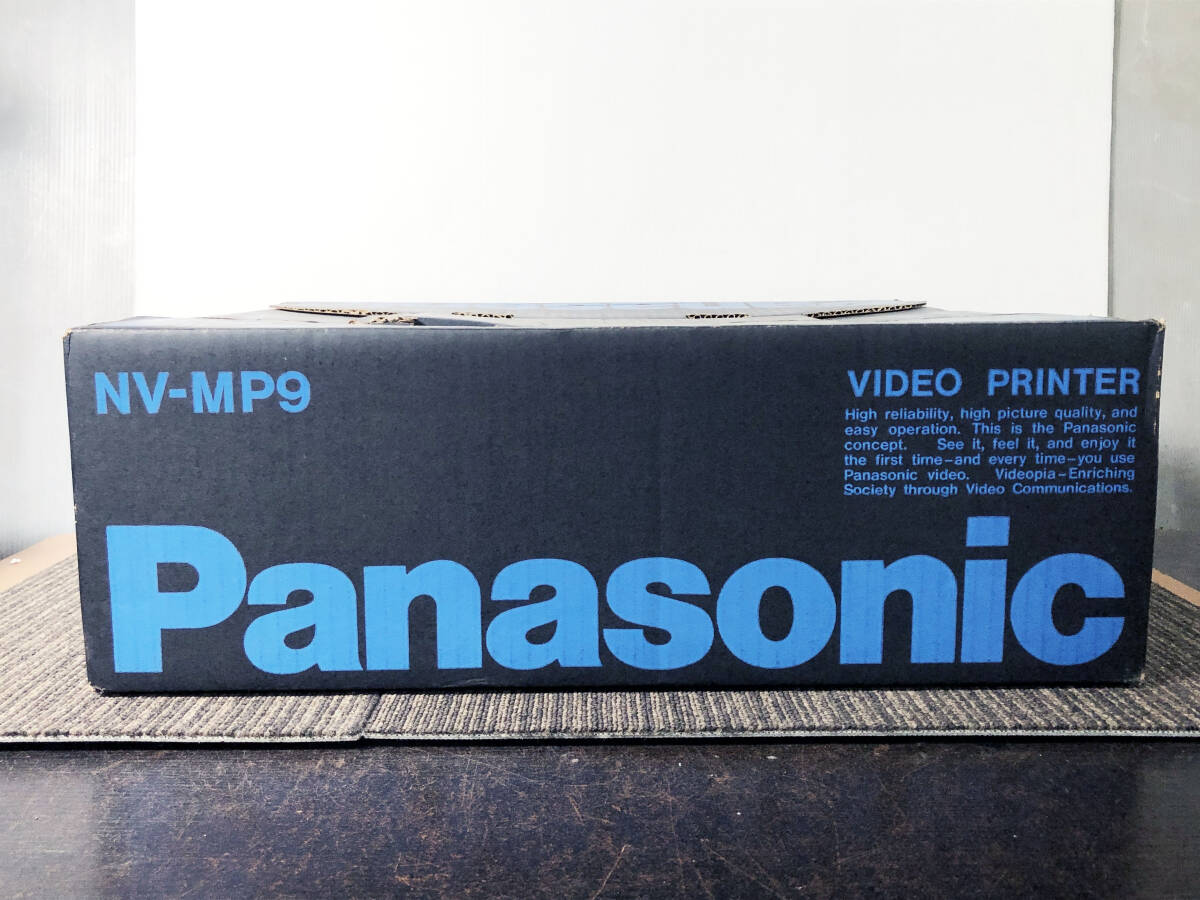 NV-MP9
VIDEO PRINTER
High reliability, high picture quality, and
easy operation. This is the Panasonic
concept. See it, feel it, and enjoy it
the first time–and every time–you use
Panasonic video. Videopia–Enriching
Society through Video Communications.
Panasonic